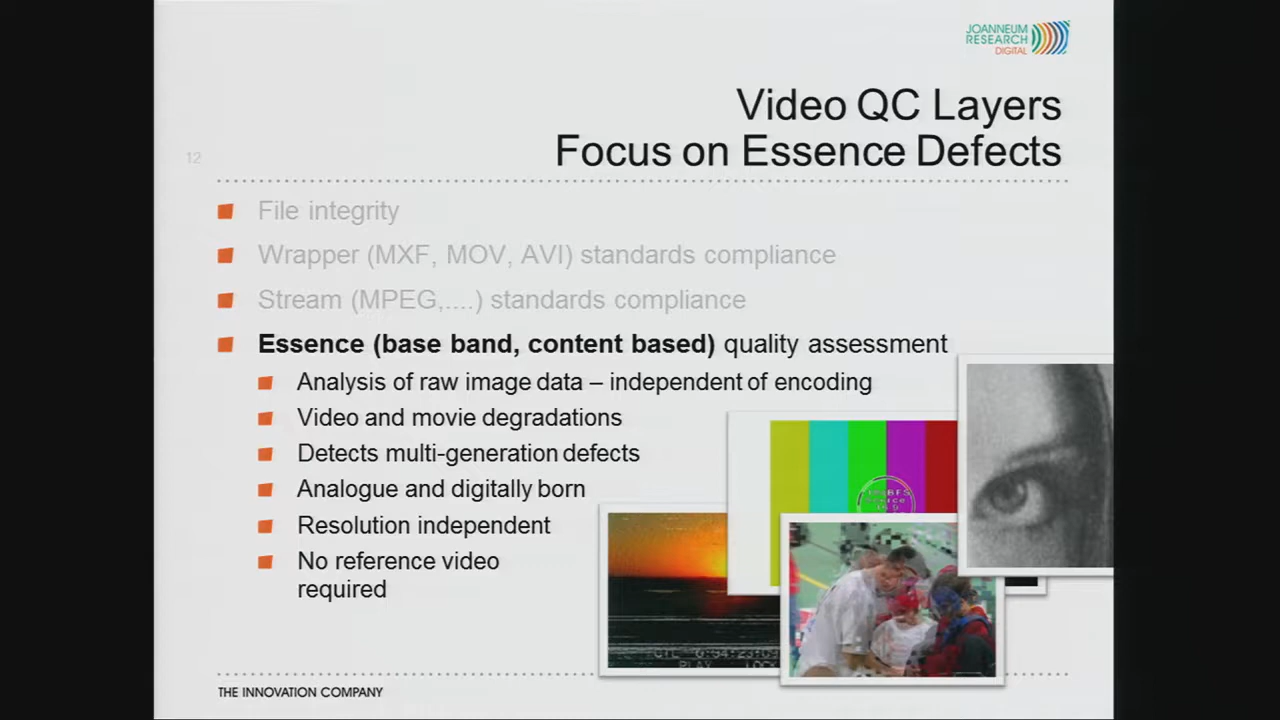 JOANNEUM
RESEARCH
DIGITAL
Video QC Layers
Focus on Essence Defects
12
File integrity
Wrapper (MXF, MOV, AVI) standards compliance
Stream (MPEG,....) standards compliance
Essence (base band, content based) quality assessment
Analysis of raw image data – independent of encoding
Video and movie degradations
Detects multi-generation defects
Analogue and digitally born
Resolution independent
No reference video
required
PLAY LOCK
THE INNOVATION COMPANY